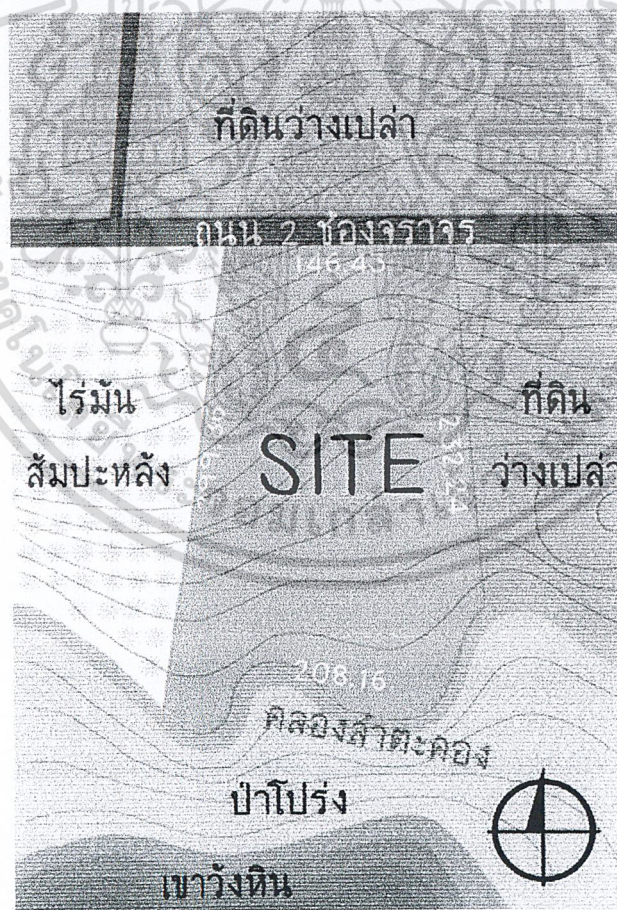 ที่ดินว่างเปล่า
ถนน 2 ช่องจราจร
146.43
ไร่มัน
สัมปะหลัง
SITE
212.24
ที่ดิน
ว่างเปล่า
208.16
คลองลำตะคอง
ป่าโปร่ง
เขาวังหิน